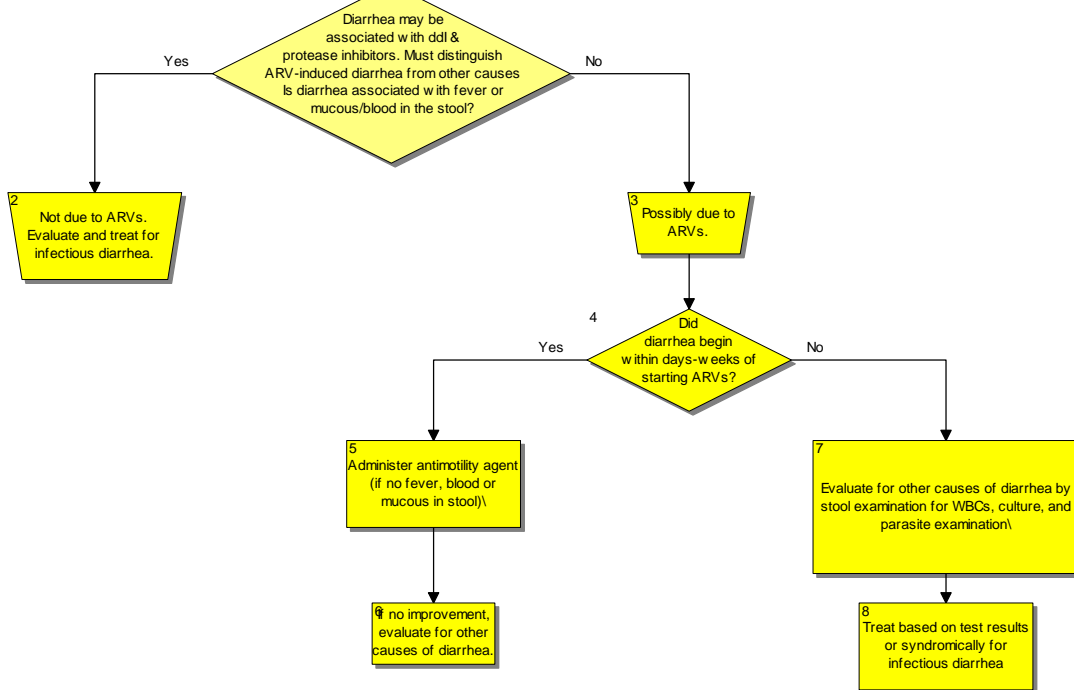 Diarrhea may be
associated with ddI &
protease inhibitors. Must distinguish
ARV-induced diarrhea from other causes
Is diarrhea associated with fever or
mucous/blood in the stool?
Yes
No
2
Not due to ARVs.
Evaluate and treat for
infectious diarrhea.
3
Possibly due to
ARVs.
4
Did
diarrhea begin
within days-weeks of
starting ARVs?
Yes
No
5
Administer antimotility agent
(if no fever, blood or
mucous in stool)\
7
Evaluate for other causes of diarrhea by
stool examination for WBCs, culture, and
parasite examination\
6
If no improvement,
evaluate for other
causes of diarrhea.
8
Treat based on test results
or syndromically for
infectious diarrhea